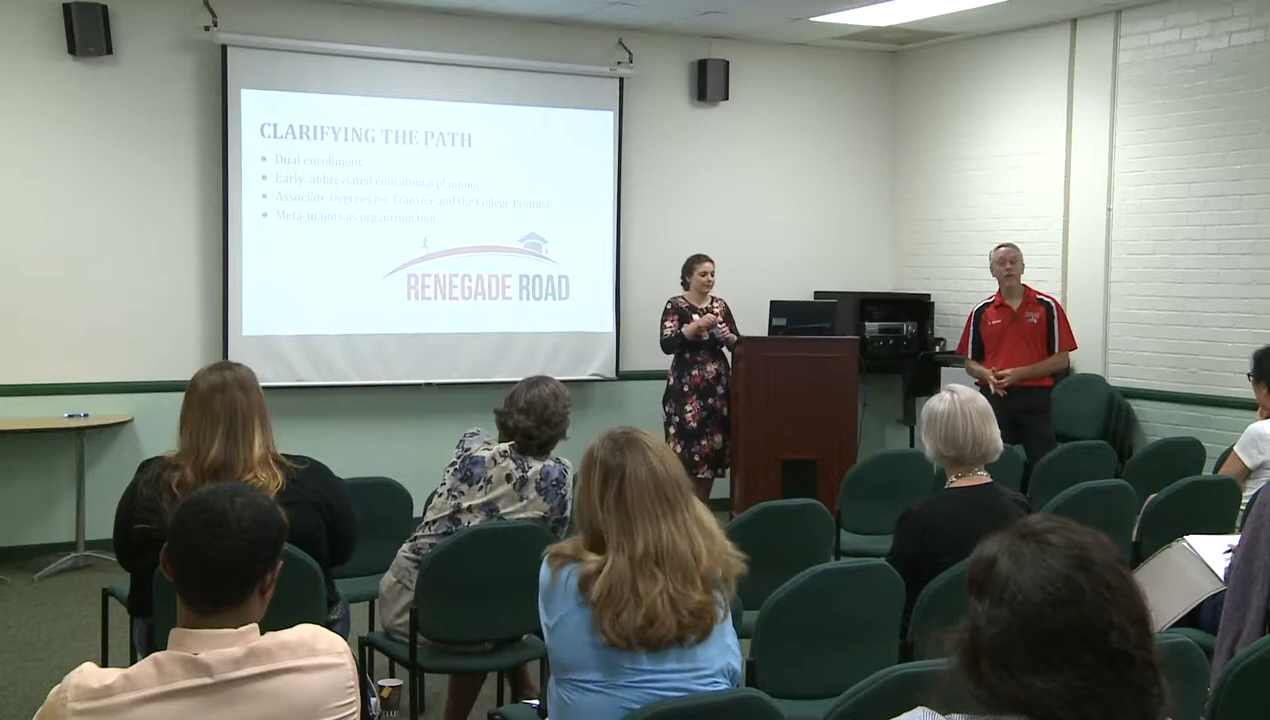 CLARIFYING THE PATH
• Dual enrollment
• Early, abbreviated educational planning
• Associate Degrees for Transfer and the College Promise
• Meta-majors as organizing tool
RENEGADE ROAD